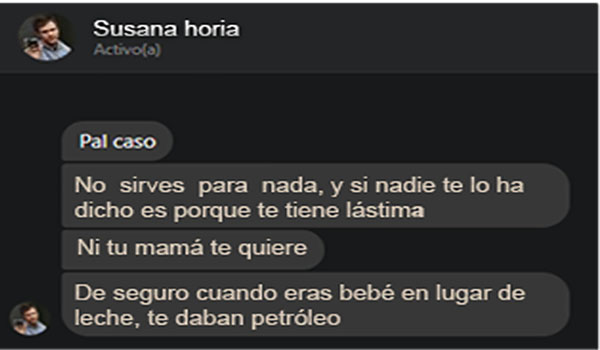 Susana horia
Activo(a)
Pal caso
No sirves para nada, y si nadie te lo ha
dicho es porque te tiene lástima
Ni tu mamá te quiere
De seguro cuando eras bebé en lugar de
leche, te daban petróleo